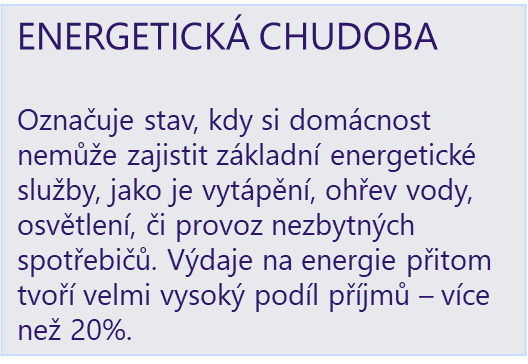 ENERGETICKÁ CHUDOBA
Označuje stav, kdy si domácnost
nemůže zajistit základní energetické
služby, jako je vytápění, ohřev vody,
osvětlení, či provoz nezbytných
spotřebičů. Výdaje na energie přitom
tvoří velmi vysoký podíl příjmů – více
než 20%.